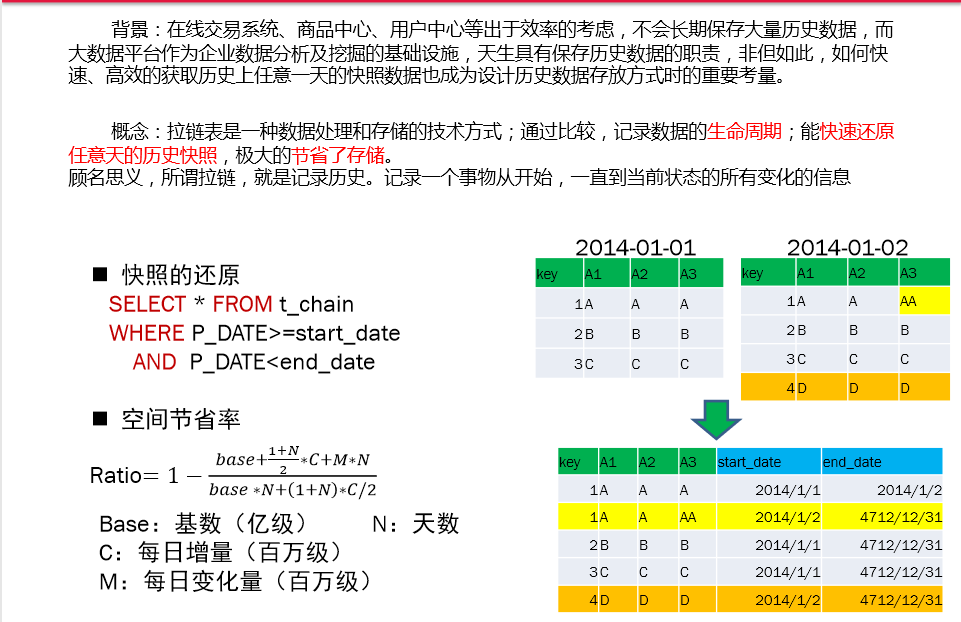 背景：在线交易系统、商品中心、用户中心等出于效率的考虑，不会长期保存大量历史数据，而
大数据平台作为企业数据分析及挖掘的基础设施，天生具有保存历史数据的职责，非但如此，如何快
速、高效的获取历史上任意一天的快照数据也成为设计历史数据存放方式时的重要考量。
概念：拉链表是一种数据处理和存储的技术方式；通过比较，记录数据的生命周期；能快速还原
任意天的历史快照，极大的节省了存储。
顾名思义，所谓拉链，就是记录历史。记录一个事物从开始，一直到当前状态的所有变化的信息
■ 快照的还原
SELECT * FROM t_chain
WHERE P_DATE>=start_date
AND P_DATE<end_date
■ 空间节省率
Ratio= 1 − (base+(1+N)/2*C+M*N)/(base *N+(1+N)*C/2)
Base：基数（亿级） N：天数
C：每日增量（百万级）
M：每日变化量（百万级）
2014-01-01
key A1 A2 A3
1 A A A
2 B B B
3 C C C
2014-01-02
key A1 A2 A3
1 A A AA
2 B B B
3 C C C
4 D D D
key A1 A2 A3 start_date end_date
1 A A A 2014/1/1 2014/1/2
1 A A AA 2014/1/2 4712/12/31
2 B B B 2014/1/1 4712/12/31
3 C C C 2014/1/1 4712/12/31
4 D D D 2014/1/2 4712/12/31